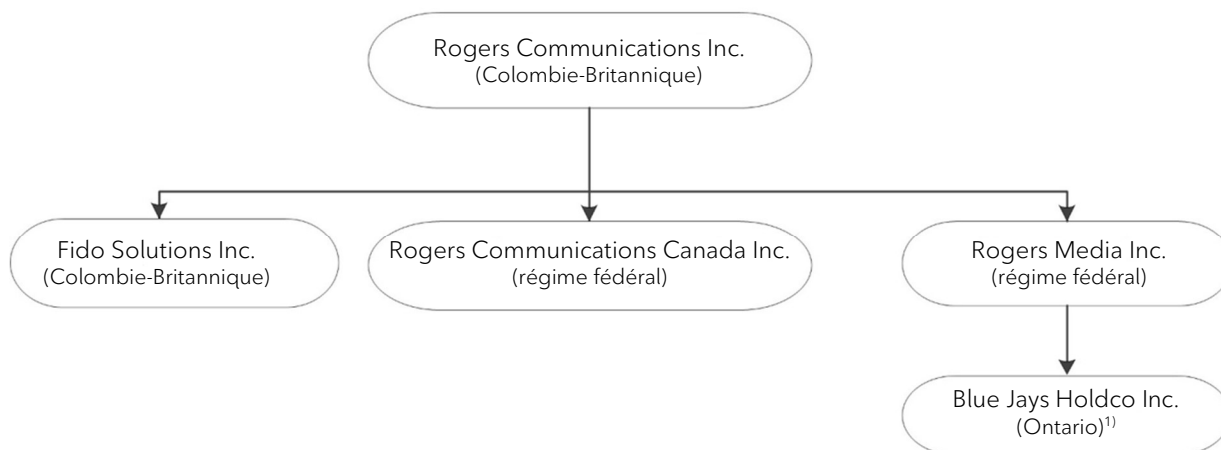 Rogers Communications Inc.
(Colombie-Britannique)
Fido Solutions Inc.
(Colombie-Britannique)
Rogers Communications Canada Inc.
(régime fédéral)
Rogers Media Inc.
(régime fédéral)
Blue Jays Holdco Inc.
(Ontario)¹⁾